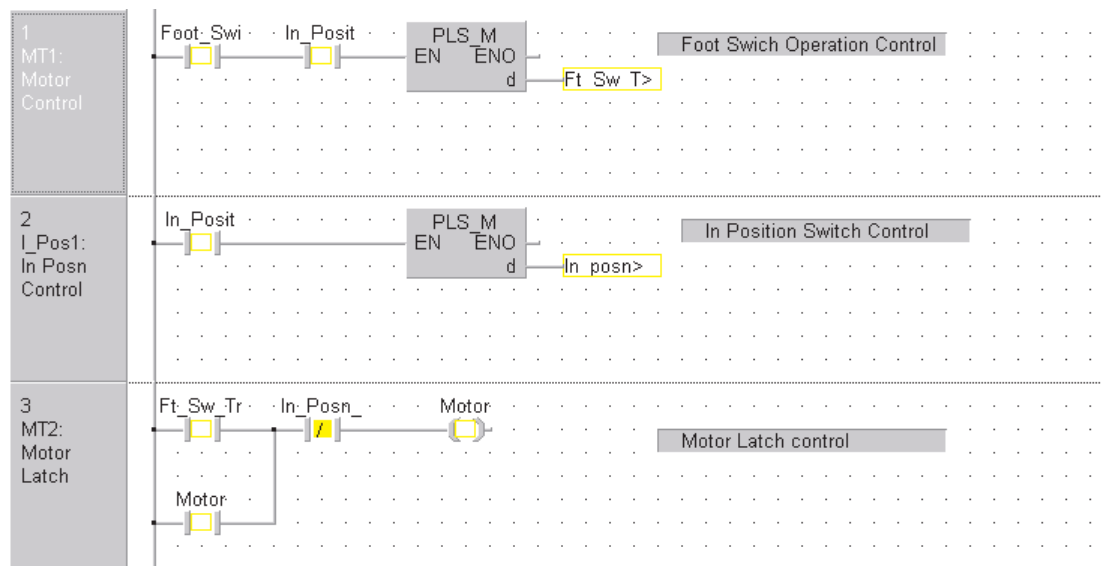 1
MT1:
Motor
Control
Foot_Swi In_Posit PLS_M
EN ENO
d Ft_Sw_T>
Foot Swich Operation Control
2
I_Pos1:
In Posn
Control
In_Posit PLS_M
EN ENO
d In_posn>
In Position Switch Control
3
MT2:
Motor
Latch
Ft_Sw_Tr In_Posn_ Motor
/
Motor Latch control
Motor